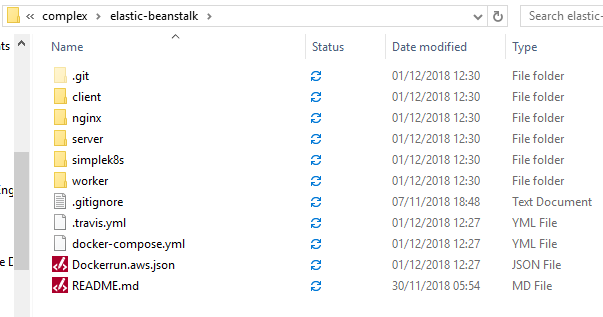 « complex › elastic-beanstalk › Search elastic-
nts Name Status Date modified Type
.git 01/12/2018 12:30 File folder
client 01/12/2018 12:30 File folder
nginx 01/12/2018 12:30 File folder
server 01/12/2018 12:30 File folder
simplek8s 01/12/2018 12:30 File folder
worker 01/12/2018 12:30 File folder
Eng .gitignore 07/11/2018 18:48 Text Document
.travis.yml 01/12/2018 12:27 YML File
docker-compose.yml 01/12/2018 12:27 YML File
e D Dockerrun.aws.json 01/12/2018 12:27 JSON File
README.md 30/11/2018 05:54 MD File